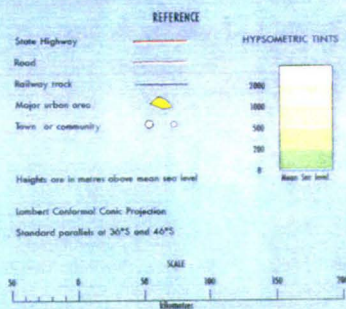 REFERENCE
State Highway
Road
Railway track
Major urban area
Town or community
HYPSOMETRIC TINTS
2000
1000
500
200
0
Mean Sea level
Heights are in metres above mean sea level
Lambert Conformal Conic Projection
Standard parallels at 36°S and 46°S
SCALE
50 0 50 100 150 200
kilometres